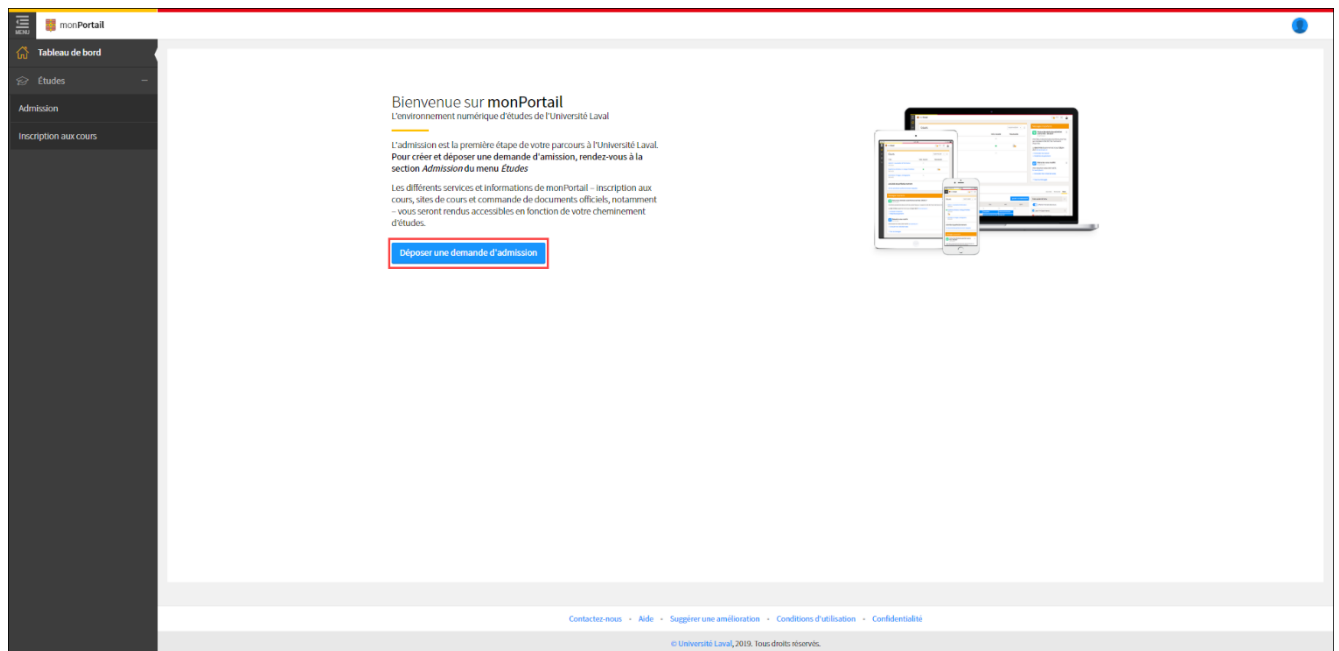 MENU
monPortail
Tableau de bord
Études
Admission
Inscription aux cours
Bienvenue sur monPortail
L'environnement numérique d'études de l'Université Laval
L'admission est la première étape de votre parcours à l'Université Laval.
Pour créer et déposer une demande d'amission, rendez-vous à la
section Admission du menu Études
Les différents services et informations de monPortail – inscription aux
cours, sites de cours et commande de documents officiels, notamment
– vous seront rendus accessibles en fonction de votre cheminement
d'études.
Déposer une demande d'admission
Contactez-nous • Aide • Suggérer une amélioration • Conditions d'utilisation • Confidentialité
© Université Laval, 2019. Tous droits réservés.